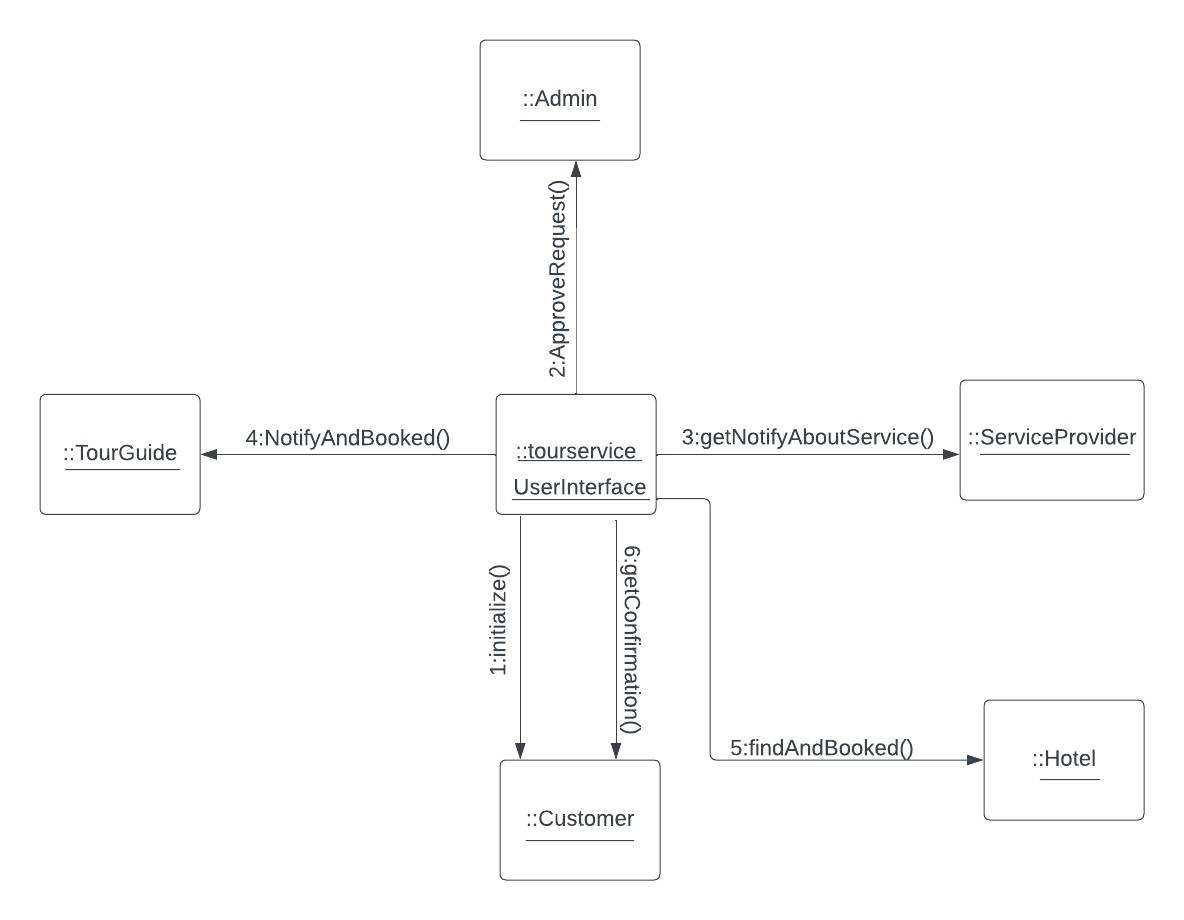 ::Admin
2:ApproveRequest()
::TourGuide
4:NotifyAndBooked()
::tourservice
UserInterface
3:getNotifyAboutService()
::ServiceProvider
1:initialize()
6:getConfirmation()
5:findAndBooked()
::Hotel
::Customer